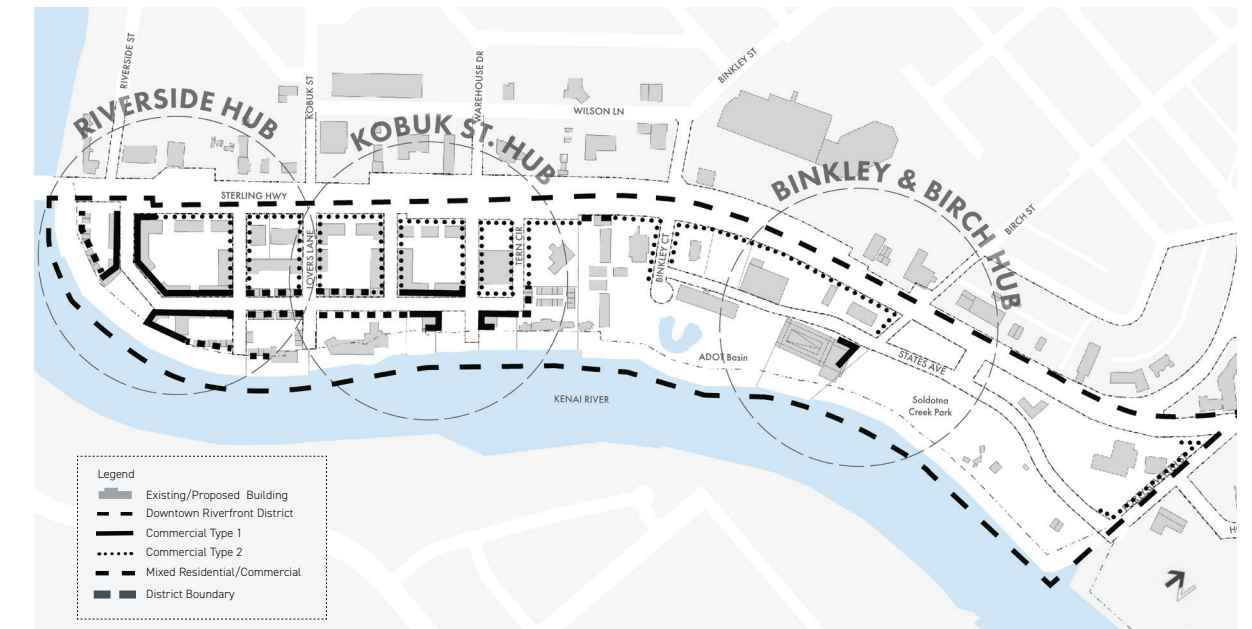 RIVERSIDE ST
KOBUK ST
WAREHOUSE DR
BINKLEY ST
WILSON LN
RIVERSIDE HUB
KOBUK ST. HUB
BINKLEY & BIRCH HUB
BIRCH ST
STERLING HWY
LOVERS LANE
TERN CIR
BINKLEY CT
ADOT Basin
STATES AVE
Soldotna
Creek Park
KENAI RIVER
Legend
Existing/Proposed Building
Downtown Riverfront District
Commercial Type 1
Commercial Type 2
Mixed Residential/Commercial
District Boundary
N